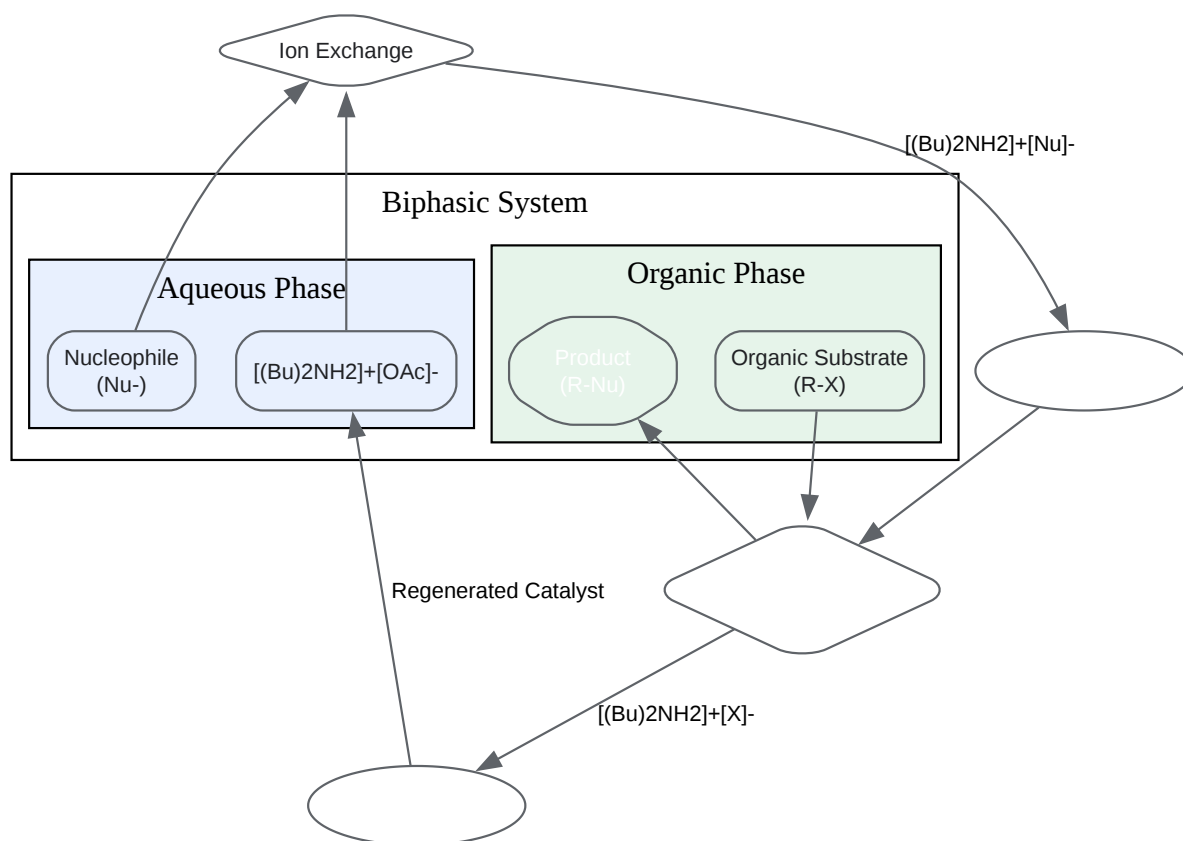 Ion Exchange
[(Bu)2NH2]+[Nu]-
Biphasic System
Aqueous Phase
Organic Phase
Nucleophile
(Nu-)
[(Bu)2NH2]+[OAc]-
Product
(R-Nu)
Organic Substrate
(R-X)
Regenerated Catalyst
[(Bu)2NH2]+[X]-